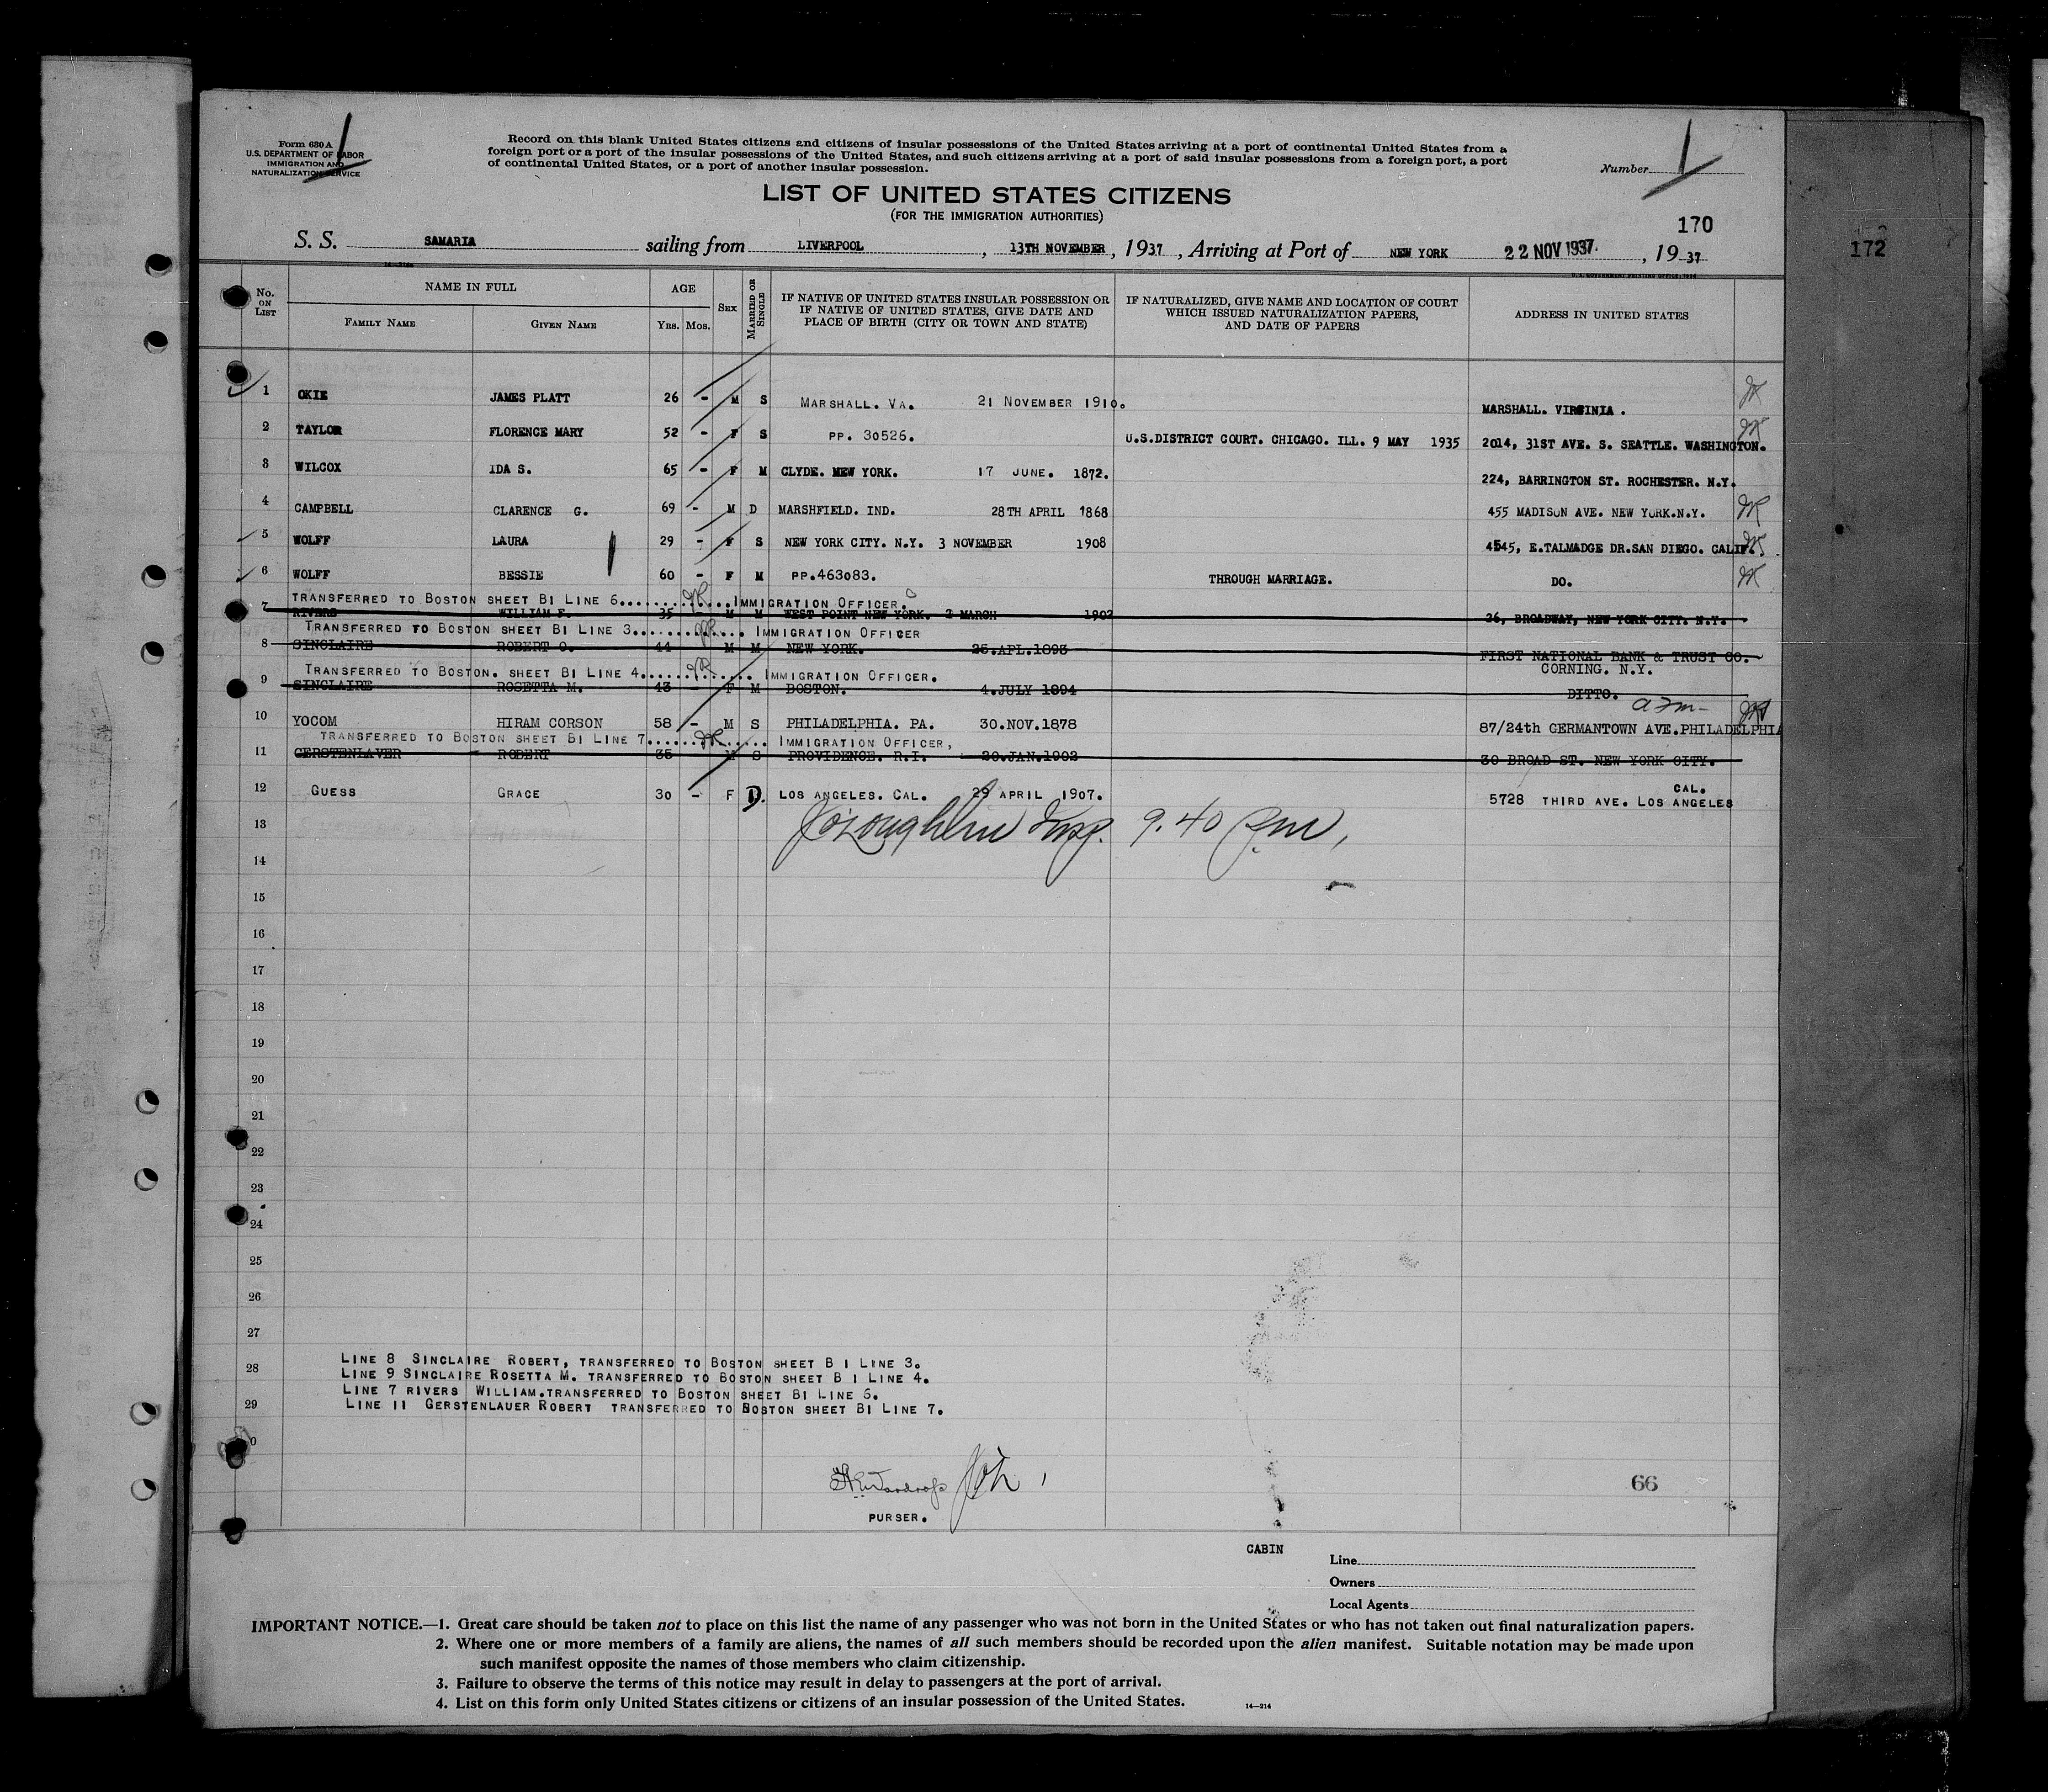 Form 630 A
U.S. DEPARTMENT OF LABOR
IMMIGRATION AND
NATURALIZATION SERVICE
Record on this blank United States citizens and citizens of insular possessions of the United States arriving at a port of continental United States from a
foreign port or a port of the insular possessions of the United States, and such citizens arriving at a port of said insular possessions from a foreign port, a port
of continental United States, or a port of another insular possession.
Number 1
LIST OF UNITED STATES CITIZENS
(FOR THE IMMIGRATION AUTHORITIES)
170
172
S. S. SAMARIA sailing from LIVERPOOL, 13TH NOVEMBER, 1937, Arriving at Port of NEW YORK 22 NOV 1937., 1937
No. ON LIST
NAME IN FULL
FAMILY NAME
GIVEN NAME
AGE
YRS. MOS.
SEX
MARRIED OR SINGLE
IF NATIVE OF UNITED STATES INSULAR POSSESSION OR
IF NATIVE OF UNITED STATES, GIVE DATE AND
PLACE OF BIRTH (CITY OR TOWN AND STATE)
IF NATURALIZED, GIVE NAME AND LOCATION OF COURT
WHICH ISSUED NATURALIZATION PAPERS,
AND DATE OF PAPERS
ADDRESS IN UNITED STATES
1 OKIE JAMES PLATT 26 - M S MARSHALL. VA. 21 NOVEMBER 1910. MARSHALL. VIRGINIA.
2 TAYLOR FLORENCE MARY 52 - F S PP. 30526. U.S.DISTRICT COURT. CHICAGO. ILL. 9 MAY 1935 2014, 31ST AVE. S. SEATTLE. WASHINGTON.
3 WILCOX IDA S. 65 - F M CLYDE. NEW YORK. 17 JUNE. 1872. 224, BARRINGTON ST. ROCHESTER. N.Y.
4 CAMPBELL CLARENCE G. 69 - M D MARSHFIELD. IND. 28TH APRIL 1868 455 MADISON AVE. NEW YORK.N.Y.
5 WOLFF LAURA 29 - F S NEW YORK CITY. N.Y. 3 NOVEMBER 1908 4545, E.TALMADGE DR.SAN DIEGO. CALIF.
6 WOLFF BESSIE 60 - F M PP.463083. THROUGH MARRIAGE. DO.
TRANSFERRED TO BOSTON SHEET B1 LINE 6........IMMIGRATION OFFICER.
7 RIVERS WILLIAM F. 35 - M M WEST POINT NEW YORK. 2 MARCH 1902 26, BROADWAY, NEW YORK CITY. N.Y.
TRANSFERRED TO BOSTON SHEET B1 LINE 3........ IMMIGRATION OFFICER
8 SINCLAIRE ROBERT O. 44 M M NEW YORK. 25.APL.1893 FIRST NATIONAL BANK & TRUST CO.
CORNING. N.Y.
TRANSFERRED TO BOSTON. SHEET B1 LINE 4........ IMMIGRATION OFFICER.
9 SINCLAIRE ROSETTA M. 43 - F M BOSTON. 4.JULY 1894 DITTO.
10 YOCOM HIRAM CORSON 58 - M S PHILADELPHIA. PA. 30.NOV.1878 87/24th GERMANTOWN AVE.PHILADELPHIA
TRANSFERRED TO BOSTON SHEET B1 LINE 7........ IMMIGRATION OFFICER,
11 GERSTENLAVER ROBERT 35 M S PROVIDENCE. R.I. 20.JAN.1902 30 BROAD ST. NEW YORK CITY.
12 GUESS GRACE 30 - F D. LOS ANGELES. CAL. 29 APRIL 1907. 5728 THIRD AVE. LOS ANGELES CAL.
13 JO'Loughlin Insp. 9.40 pm,
14
15
16
17
18
19
20
21
22
23
24
25
26
27
28
29
LINE 8 SINCLAIRE ROBERT, TRANSFERRED TO BOSTON SHEET B 1 LINE 3.
LINE 9 SINCLAIRE ROSETTA M. TRANSFERRED TO BOSTON SHEET B 1 LINE 4.
LINE 7 RIVERS WILLIAM.TRANSFERRED TO BOSTON SHEET B1 LINE 6.
LINE 11 GERSTENLAUER ROBERT TRANSFERRED TO BOSTON SHEET B1 LINE 7.
PURSER.
66
CABIN
Line
Owners
Local Agents
IMPORTANT NOTICE.—1. Great care should be taken not to place on this list the name of any passenger who was not born in the United States or who has not taken out final naturalization papers.
2. Where one or more members of a family are aliens, the names of all such members should be recorded upon the alien manifest. Suitable notation may be made upon
such manifest opposite the names of those members who claim citizenship.
3. Failure to observe the terms of this notice may result in delay to passengers at the port of arrival.
4. List on this form only United States citizens or citizens of an insular possession of the United States.
14—214